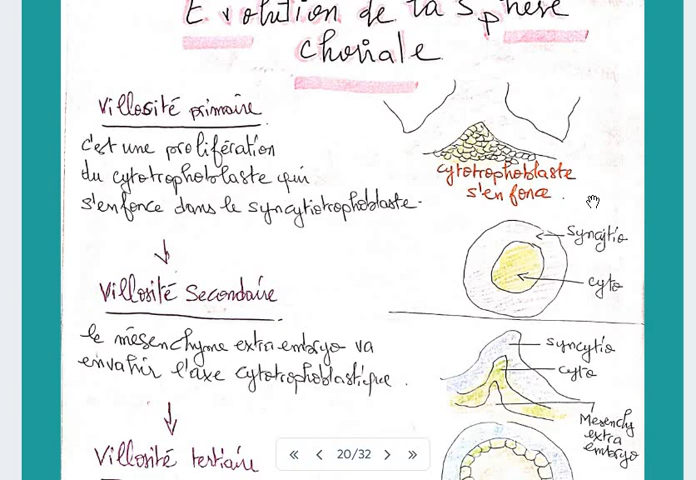 Evolution de la Sphère
choriale
Villosité primaire
c'est une prolifération
du cytotrophoblaste qui
s'enfonce dans le syncytiotrophoblaste.
cytotrophoblaste
s'enfonce.
Syncytio
cyto
Villosité Secondaire
le mésenchyme extra embryo va
envahir l'axe cytotrophoblastique.
syncytio
cyto
Mesenchy
extra
embryo
Villosité tertiaire
20/32